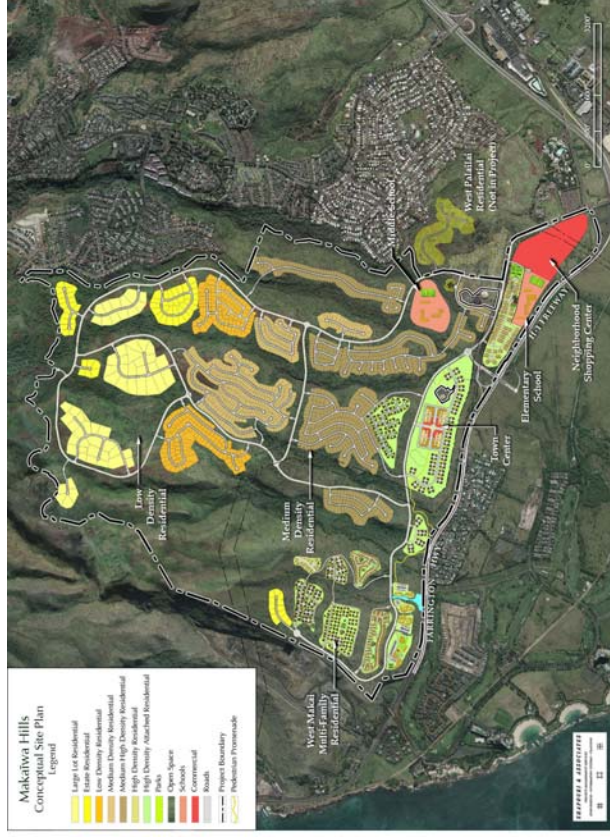 Makaiwa Hills
Conceptual Site Plan
Legend
Large Lot Residential
Estate Residential
Low Density Residential
Medium Density Residential
Medium High Density Residential
High Density Residential
High Density Attached Residential
Parks
Open Space
Schools
Commercial
Roads
Project Boundary
Pedestrian Promenade
Low
Density
Residential
Medium
Density
Residential
West Makai
Multi-Family
Residential
FARRINGTON HWY
Town
Center
Middle School
West Palailai
Residential
(Not in Project)
H-1 FREEWAY
Elementary
School
Neighborhood
Shopping Center
3200'